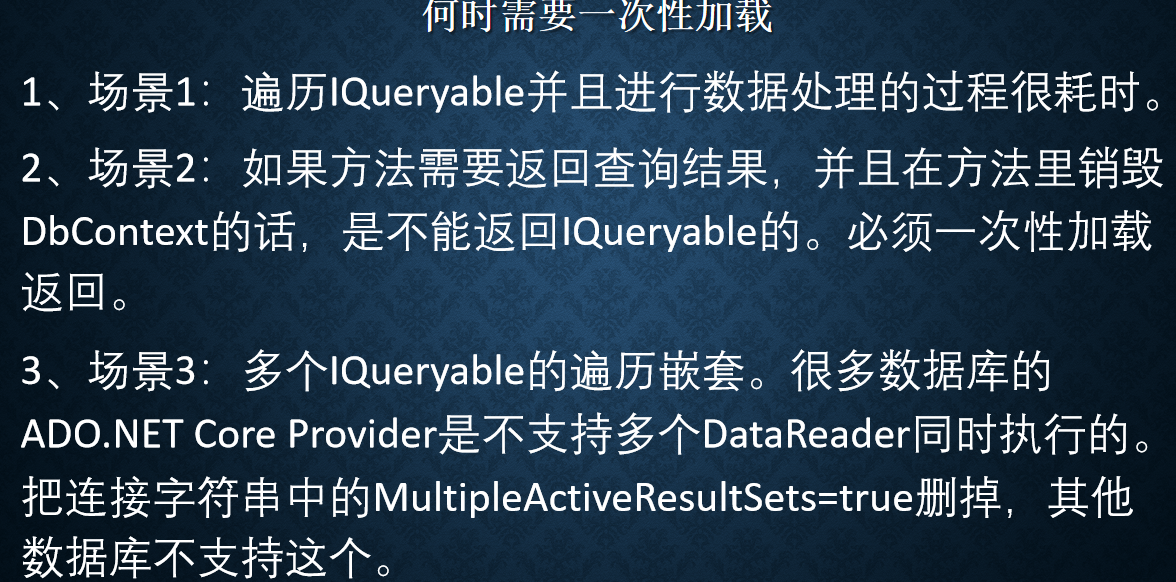 何时需要一次性加载
1、场景1：遍历IQueryable并且进行数据处理的过程很耗时。
2、场景2：如果方法需要返回查询结果，并且在方法里销毁
DbContext的话，是不能返回IQueryable的。必须一次性加载
返回。
3、场景3：多个IQueryable的遍历嵌套。很多数据库的
ADO.NET Core Provider是不支持多个DataReader同时执行的。
把连接字符串中的MultipleActiveResultSets=true删掉，其他
数据库不支持这个。